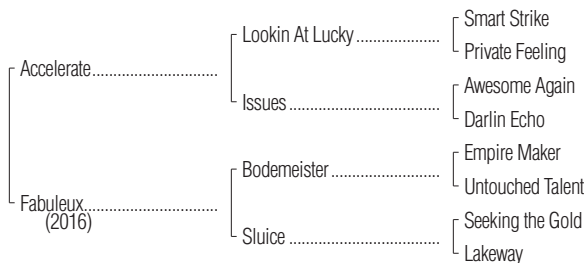 Smart Strike
Lookin At Lucky
Private Feeling
Accelerate
Awesome Again
Issues
Darlin Echo
Empire Maker
Bodemeister
Untouched Talent
Fabuleux
(2016)
Seeking the Gold
Sluice
Lakeway